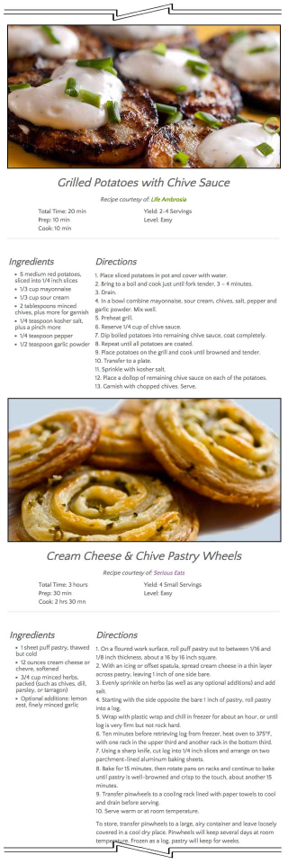 Grilled Potatoes with Chive Sauce
Recipe courtesy of: Life Ambrosia
Total Time: 20 min
Prep: 10 min
Cook: 10 min
Yield: 2-4 Servings
Level: Easy
Ingredients
5 medium red potatoes,
sliced into 1/4 inch slices
1/3 cup mayonnaise
1/3 cup sour cream
2 tablespoons minced
chives, plus more for garnish
1/4 teaspoon kosher salt,
plus a pinch more
1/4 teaspoon pepper
1/2 teaspoon garlic powder
Directions
1. Place sliced potatoes in pot and cover with water.
2. Bring to a boil and cook just until fork tender, 3 - 4 minutes.
3. Drain.
4. In a bowl combine mayonnaise, sour cream, chives, salt, pepper and
garlic powder. Mix well.
5. Preheat grill.
6. Reserve 1/4 cup of chive sauce.
7. Dip boiled potatoes into remaining chive sauce, coat completely.
8. Repeat until all potatoes are coated.
9. Place potatoes on the grill and cook until browned and tender.
10. Transfer to a plate.
11. Sprinkle with kosher salt.
12. Place a dollop of remaining chive sauce on each of the potatoes.
13. Garnish with chopped chives. Serve.
Cream Cheese & Chive Pastry Wheels
Recipe courtesy of: Serious Eats
Total Time: 3 hours
Prep: 30 min
Cook: 2 hrs 30 mn
Yield: 4 Small Servings
Level: Easy
Ingredients
1 sheet puff pastry, thawed
but cold
12 ounces cream cheese or
chevre, softened
3/4 cup minced herbs,
packed (such as chives, dill,
parsley, or tarragon)
Optional additions: lemon
zest, finely minced garlic
Directions
1. On a floured work surface, roll puff pastry out to between 1/16 and
1/8 inch thickness, about a 16 by 16 inch square.
2. With an icing or offset spatula, spread cream cheese in a thin layer
across pastry, leaving 1 inch of one side bare.
3. Evenly sprinkle on herbs (as well as any optional additions) and add
salt.
4. Starting with the side opposite the bare 1 inch of pastry, roll pastry
into a log.
5. Wrap with plastic wrap and chill in freezer for about an hour, or until
log is very firm but not rock hard.
6. Ten minutes before retrieving log from freezer, heat oven to 375°F,
with one rack in the upper third and another rack in the bottom third.
7. Using a sharp knife, cut log into 1/4 inch slices and arrange on two
parchment-lined aluminum baking sheets.
8. Bake for 15 minutes, then rotate pans on racks and continue to bake
until pastry is well-browned and crisp to the touch, about another 15
minutes.
9. Transfer pinwheels to a cooling rack lined with paper towels to cool
and drain before serving.
10. Serve warm or at room temperature.
To store, transfer pinwheels to a large, airy container and leave loosely
covered in a cool dry place. Pinwheels will keep several days at room
temperature. Frozen as a log, pastry will keep for weeks.